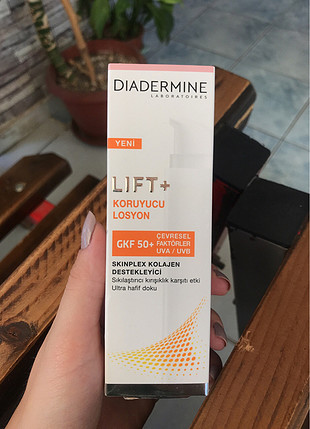 DIADERMINE
LABORATOIRES
YENİ
LIFT+
KORUYUCU
LOSYON
GKF 50+
ÇEVRESEL
FAKTÖRLER
UVA / UVB
SKINPLEX KOLAJEN
DESTEKLEYİCİ
Sıkılaştırıcı kırışıklık karşıtı etki
Ultra hafif doku